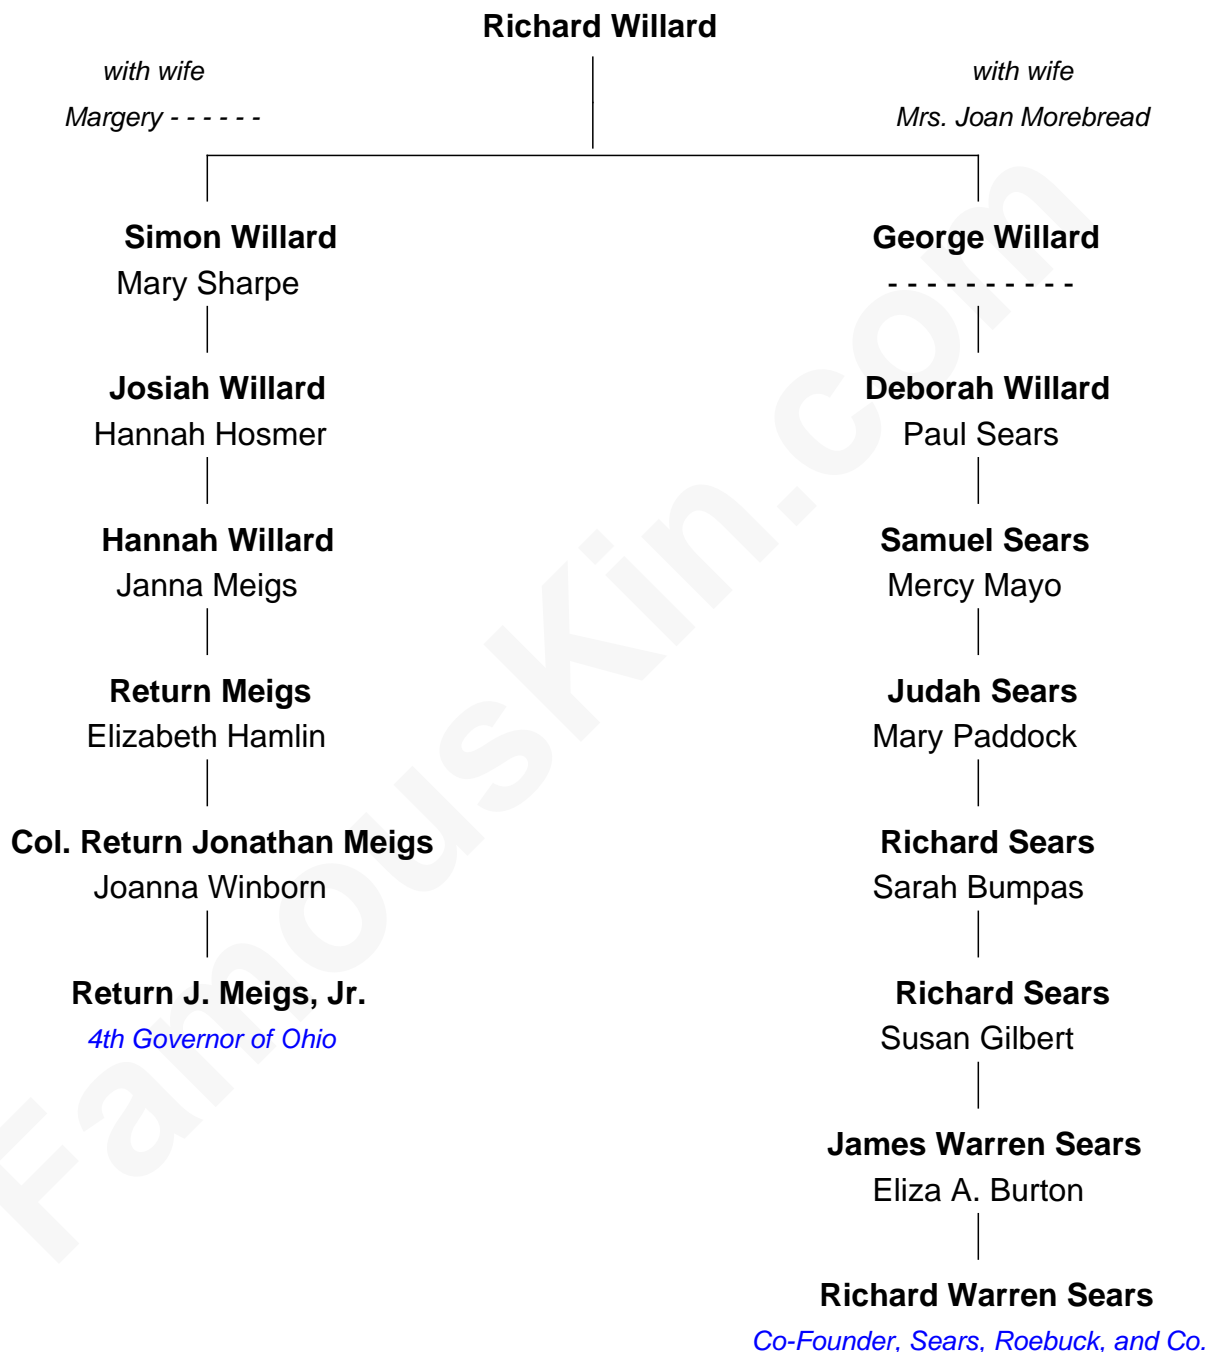 Richard Willard
with wife
Margery - - - - - -
with wife
Mrs. Joan Morebread
Simon Willard
Mary Sharpe
Josiah Willard
Hannah Hosmer
Hannah Willard
Janna Meigs
Return Meigs
Elizabeth Hamlin
Col. Return Jonathan Meigs
Joanna Winborn
Return J. Meigs, Jr.
4th Governor of Ohio
George Willard
- - - - - - - - - -
Deborah Willard
Paul Sears
Samuel Sears
Mercy Mayo
Judah Sears
Mary Paddock
Richard Sears
Sarah Bumpas
Richard Sears
Susan Gilbert
James Warren Sears
Eliza A. Burton
Richard Warren Sears
Co-Founder, Sears, Roebuck, and Co.
FamousKin.com